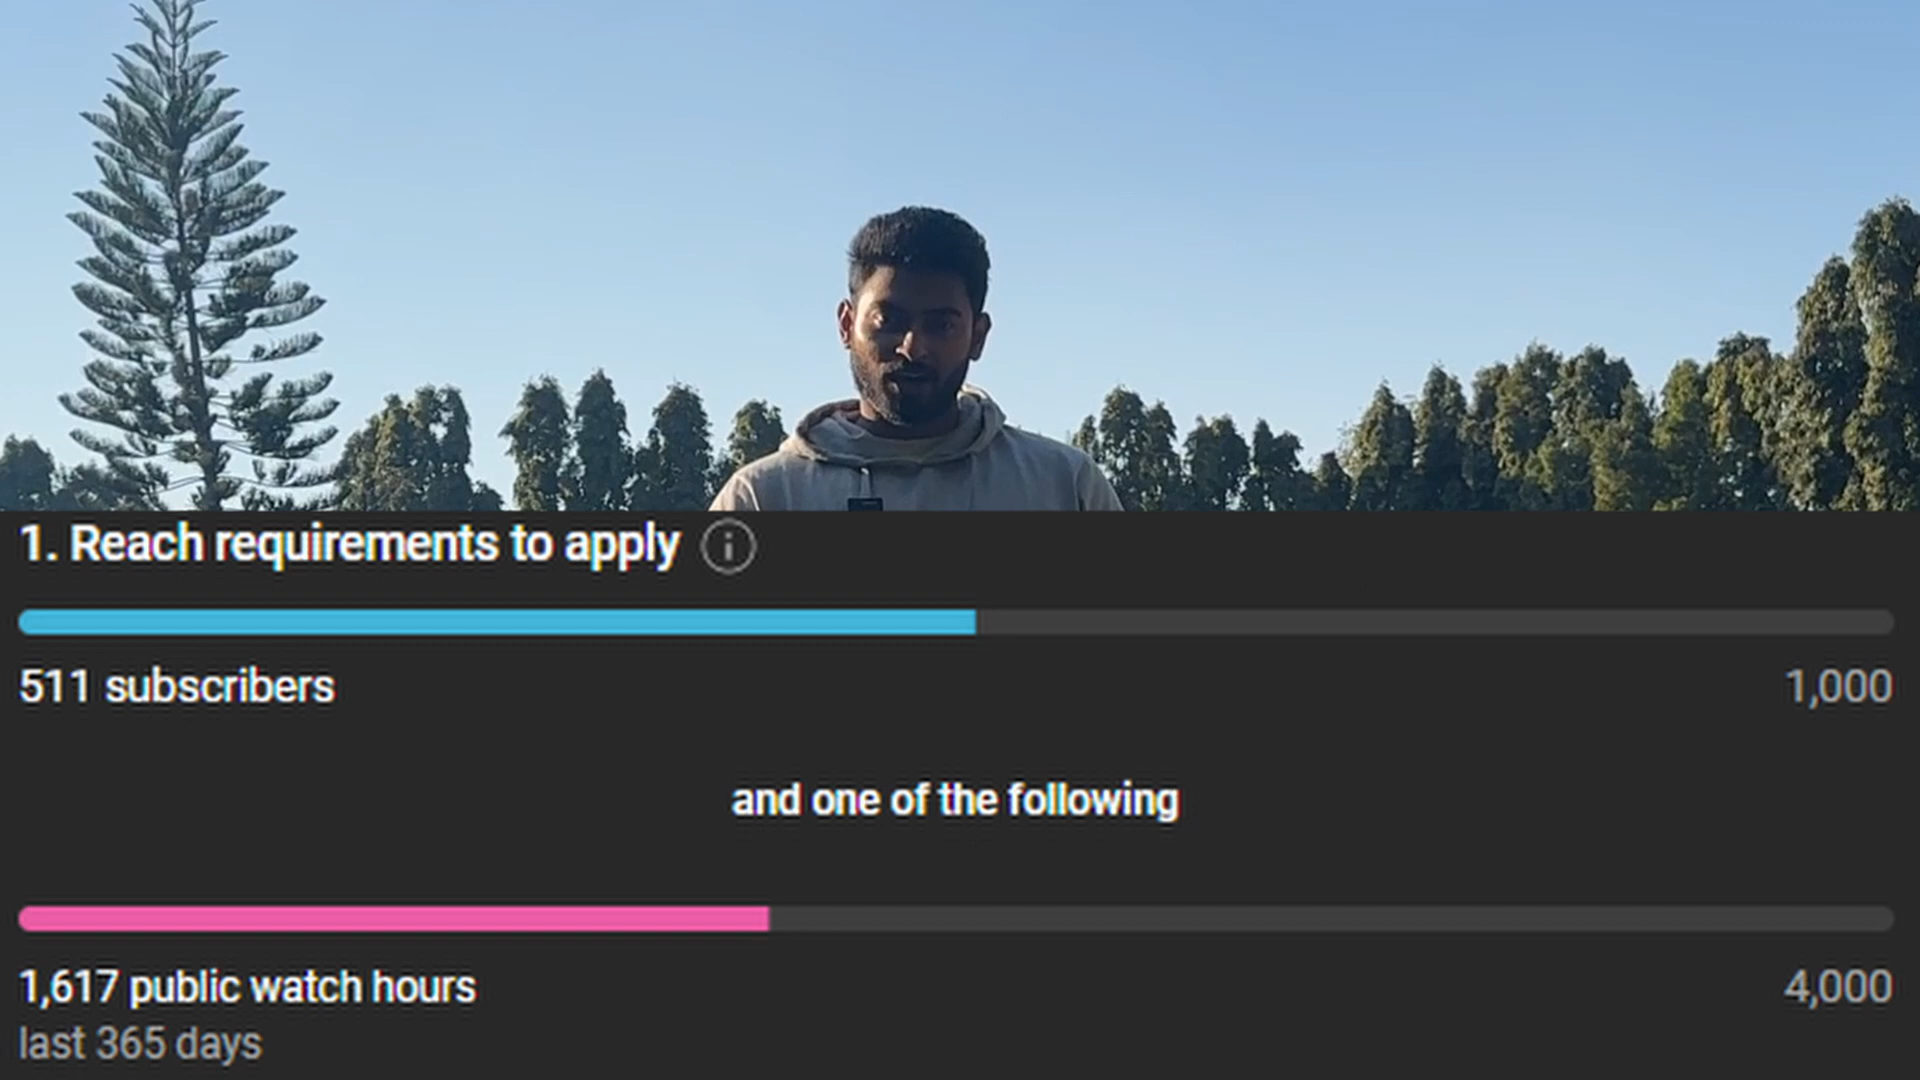 1. Reach requirements to apply
511 subscribers
1,000
and one of the following
1,617 public watch hours
4,000
last 365 days